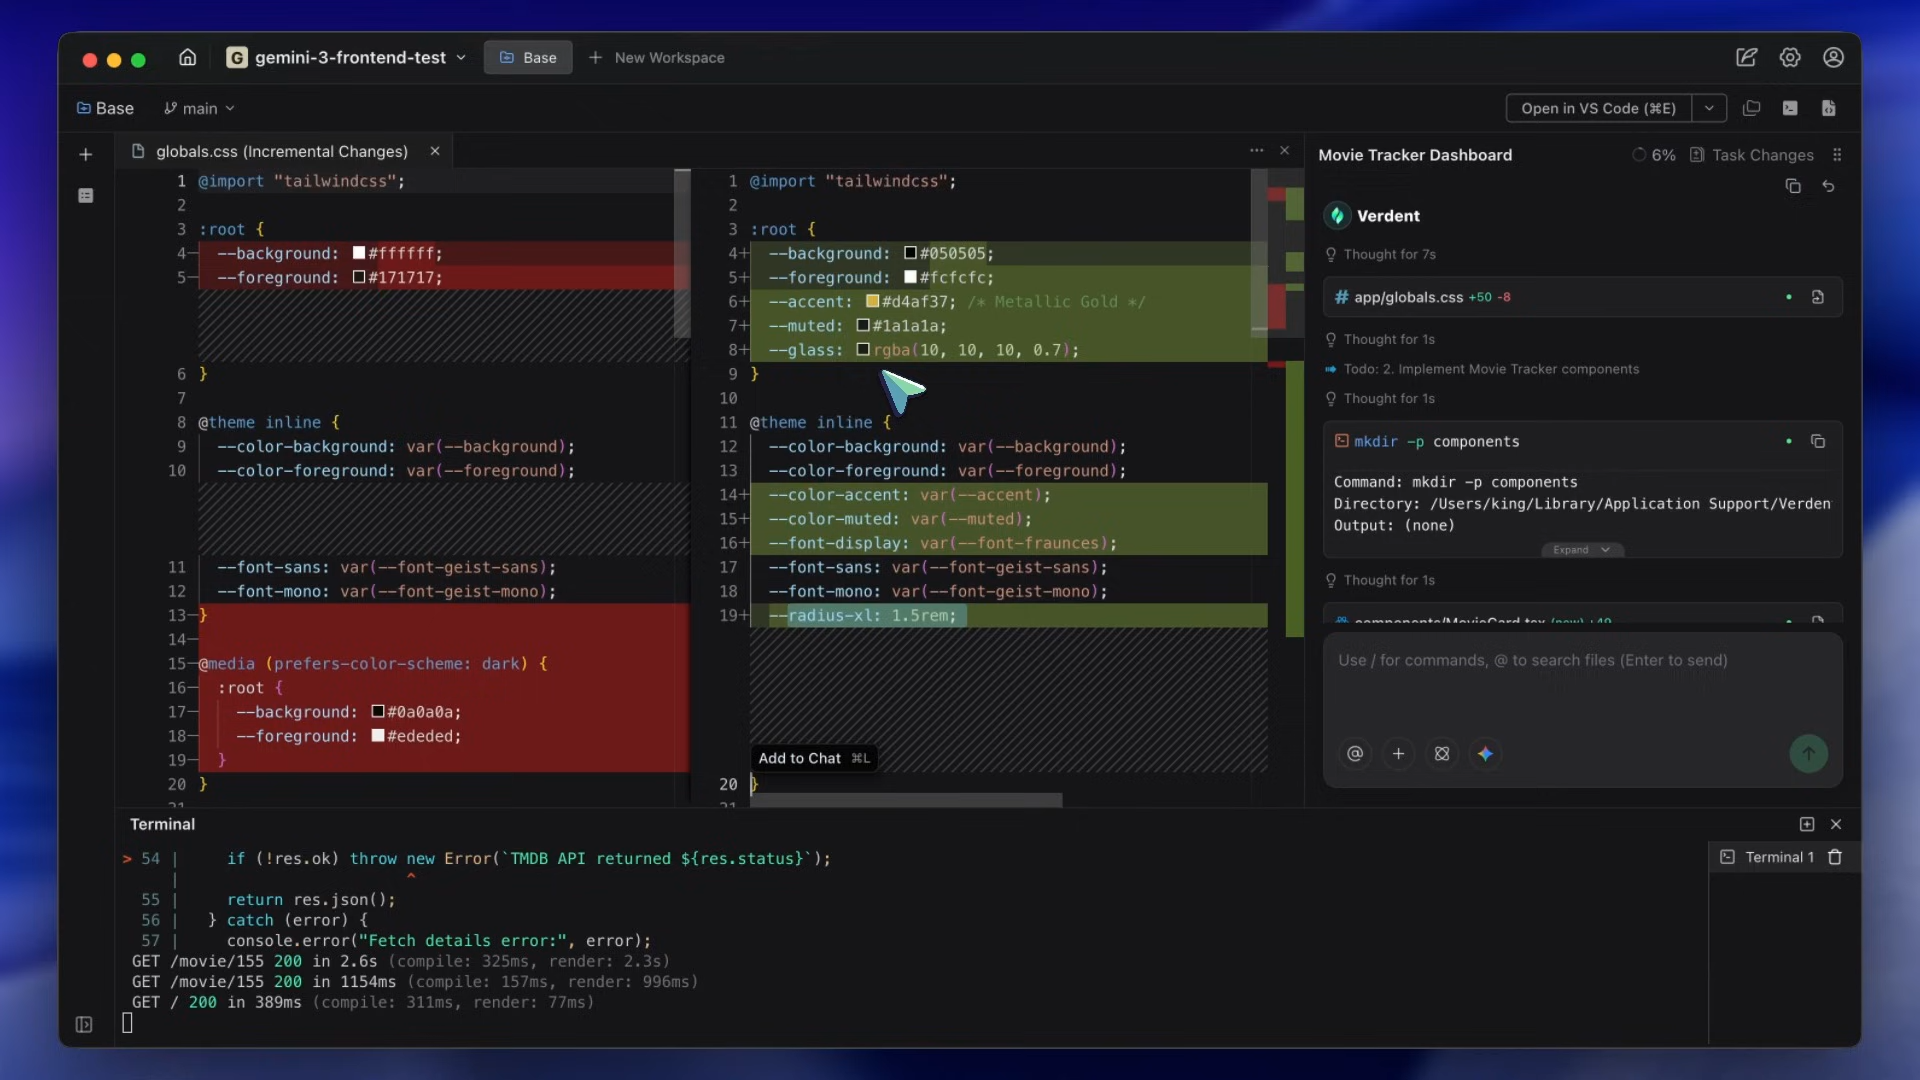 G gemini-3-frontend-test Base + New Workspace
Base main Open in VS Code (⌘E)
globals.css (Incremental Changes)
1 @import "tailwindcss";
2
3 :root {
4- --background: #ffffff;
5- --foreground: #171717;
6 }
7
8 @theme inline {
9 --color-background: var(--background);
10 --color-foreground: var(--foreground);
11 --font-sans: var(--font-geist-sans);
12 --font-mono: var(--font-geist-mono);
13- }
14-
15- @media (prefers-color-scheme: dark) {
16- :root {
17- --background: #0a0a0a;
18- --foreground: #ededed;
19- }
20 }
21
1 @import "tailwindcss";
2
3 :root {
4+ --background: #050505;
5+ --foreground: #fcfcfc;
6+ --accent: #d4af37; /* Metallic Gold */
7+ --muted: #1a1a1a;
8+ --glass: rgba(10, 10, 10, 0.7);
9 }
10
11 @theme inline {
12 --color-background: var(--background);
13 --color-foreground: var(--foreground);
14+ --color-accent: var(--accent);
15+ --color-muted: var(--muted);
16+ --font-display: var(--font-fraunces);
17 --font-sans: var(--font-geist-sans);
18 --font-mono: var(--font-geist-mono);
19+ --radius-xl: 1.5rem;
Add to Chat ⌘L
20 }
21
Movie Tracker Dashboard 6% Task Changes
Verdent
Thought for 7s
# app/globals.css +50 -8
Thought for 1s
Todo: 2. Implement Movie Tracker components
Thought for 1s
mkdir -p components
Command: mkdir -p components
Directory: /Users/king/Library/Application Support/Verden
Output: (none)
Expand
Thought for 1s
components/MovieCard.tsx (new) +49
Use / for commands, @ to search files (Enter to send)
Terminal
> 54 | if (!res.ok) throw new Error(`TMDB API returned ${res.status}`);
| ^
55 | return res.json();
56 | } catch (error) {
57 | console.error("Fetch details error:", error);
GET /movie/155 200 in 2.6s (compile: 325ms, render: 2.3s)
GET /movie/155 200 in 1154ms (compile: 157ms, render: 996ms)
GET / 200 in 389ms (compile: 311ms, render: 77ms)
Terminal 1